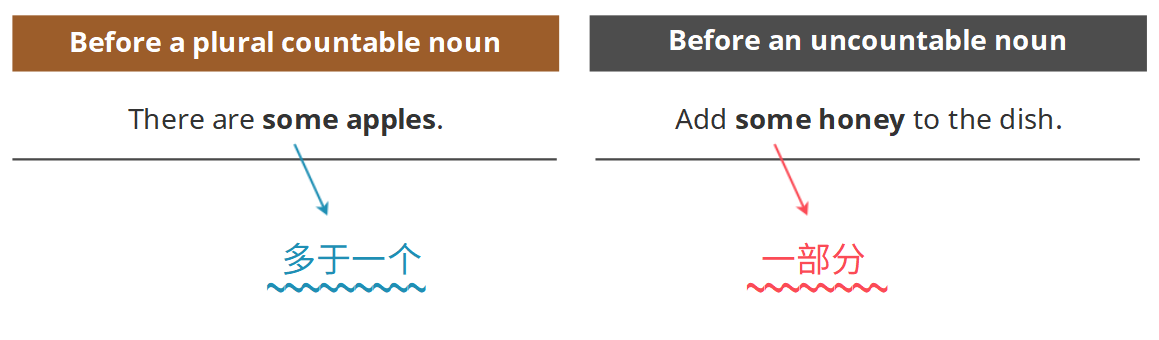 Before a plural countable noun
Before an uncountable noun
There are some apples.
Add some honey to the dish.
多于一个
一部分